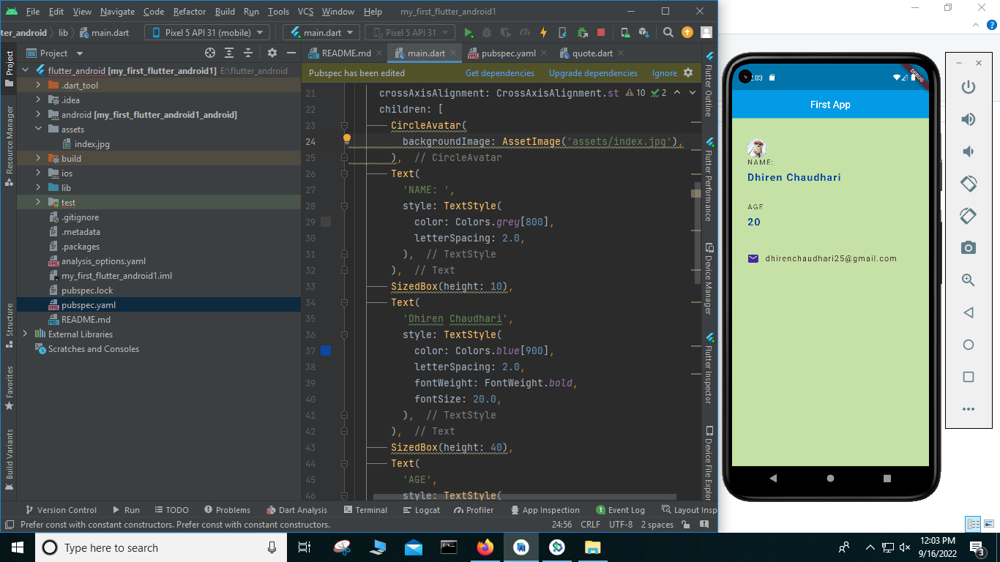 File Edit View Navigate Code Refactor Build Run Tools VCS Window Help my_first_flutter_android1
tter_android lib main.dart Pixel 5 API 31 (mobile) main.dart Pixel 5 API 31
Project
README.md main.dart pubspec.yaml quote.dart
Pubspec has been edited Get dependencies Upgrade dependencies Ignore
Project
Resource Manager
Structure
Favorites
Build Variants
flutter_android [my_first_flutter_android1] E:\flutter_android
.dart_tool
.idea
android [my_first_flutter_android1_android]
assets
index.jpg
build
ios
lib
test
.gitignore
.metadata
.packages
analysis_options.yaml
my_first_flutter_android1.iml
pubspec.lock
pubspec.yaml
README.md
External Libraries
Scratches and Consoles
21 crossAxisAlignment: CrossAxisAlignment.st 10 2
22 children: [
23 CircleAvatar(
24 backgroundImage: AssetImage('assets/index.jpg'),
25 ), // CircleAvatar
26 Text(
27 'NAME: ',
28 style: TextStyle(
29 color: Colors.grey[800],
30 letterSpacing: 2.0,
31 ), // TextStyle
32 ), // Text
33 SizedBox(height: 10),
34 Text(
35 'Dhiren Chaudhari',
36 style: TextStyle(
37 color: Colors.blue[900],
38 letterSpacing: 2.0,
39 fontWeight: FontWeight.bold,
40 fontSize: 20.0,
41 ), // TextStyle
42 ), // Text
43 SizedBox(height: 40),
44 Text(
45 'AGE',
46 style: TextStyle(
Flutter Outline
Flutter Performance
Device Manager
Flutter Inspector
Device File Explor
Version Control Run TODO Problems Dart Analysis Terminal Logcat Profiler App Inspection 1 Event Log Layout Insp
Prefer const with constant constructors. Prefer const with constant constructors. 24:56 CRLF UTF-8 2 spaces
:03
DEBUG
First App
NAME:
Dhiren Chaudhari
AGE
20
dhirenchaudhari25@gmail.com
Type here to search
12:03 PM
9/16/2022
3